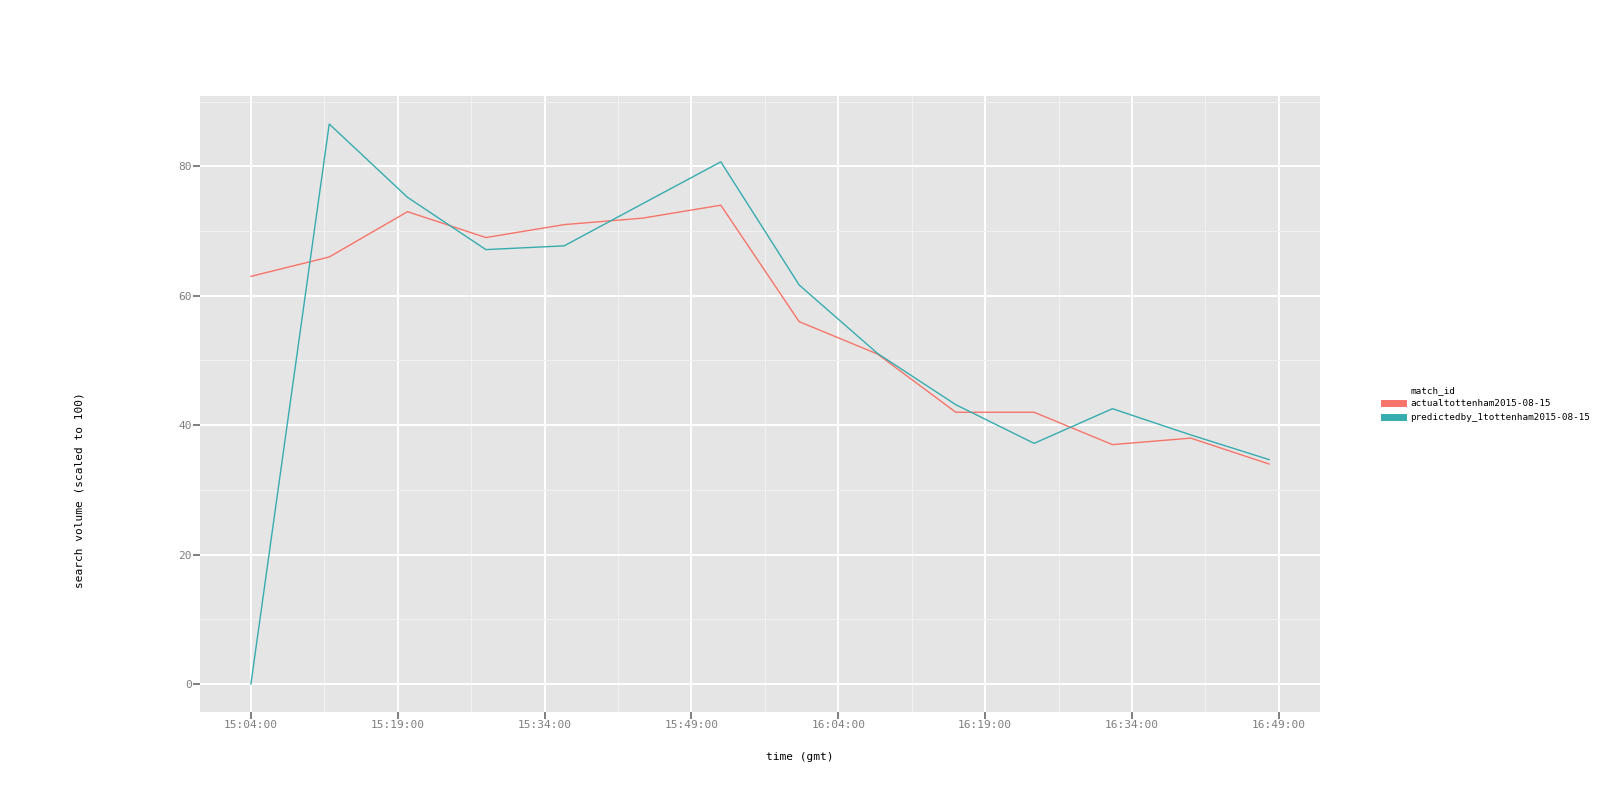 search volume (scaled to 100)
80
60
40
20
0
15:04:00 15:19:00 15:34:00 15:49:00 16:04:00 16:19:00 16:34:00 16:49:00
time (gmt)
match_id
actualtottenham2015-08-15
predictedby_1tottenham2015-08-15